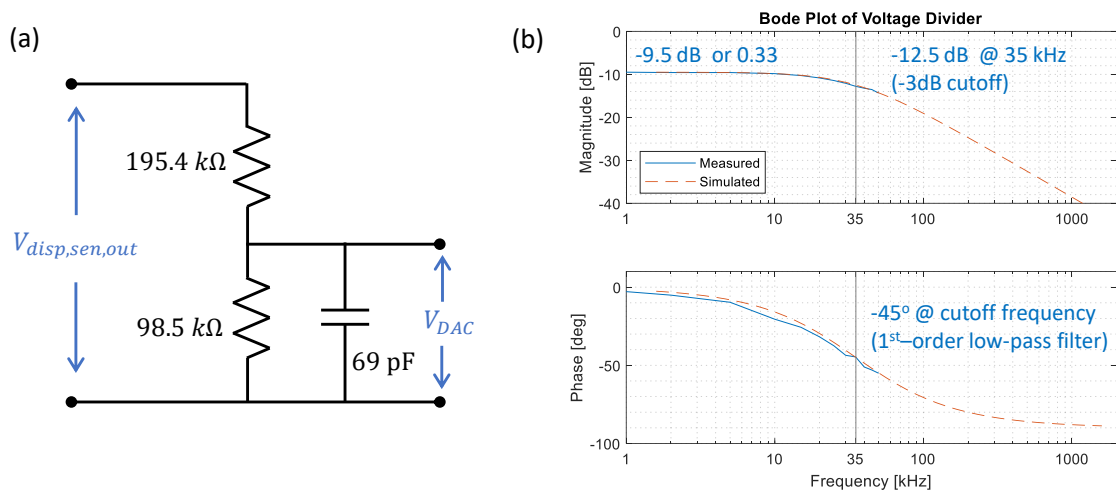 (a)
195.4 kΩ
V_disp,sen,out
98.5 kΩ
69 pF
V_DAC
(b)
Bode Plot of Voltage Divider
0
-10
-20
-30
-40
Magnitude [dB]
-9.5 dB or 0.33
-12.5 dB @ 35 kHz
(-3dB cutoff)
Measured
Simulated
1
10
35
100
1000
0
-50
-100
Phase [deg]
-45° @ cutoff frequency
(1st–order low-pass filter)
1
10
35
100
1000
Frequency [kHz]